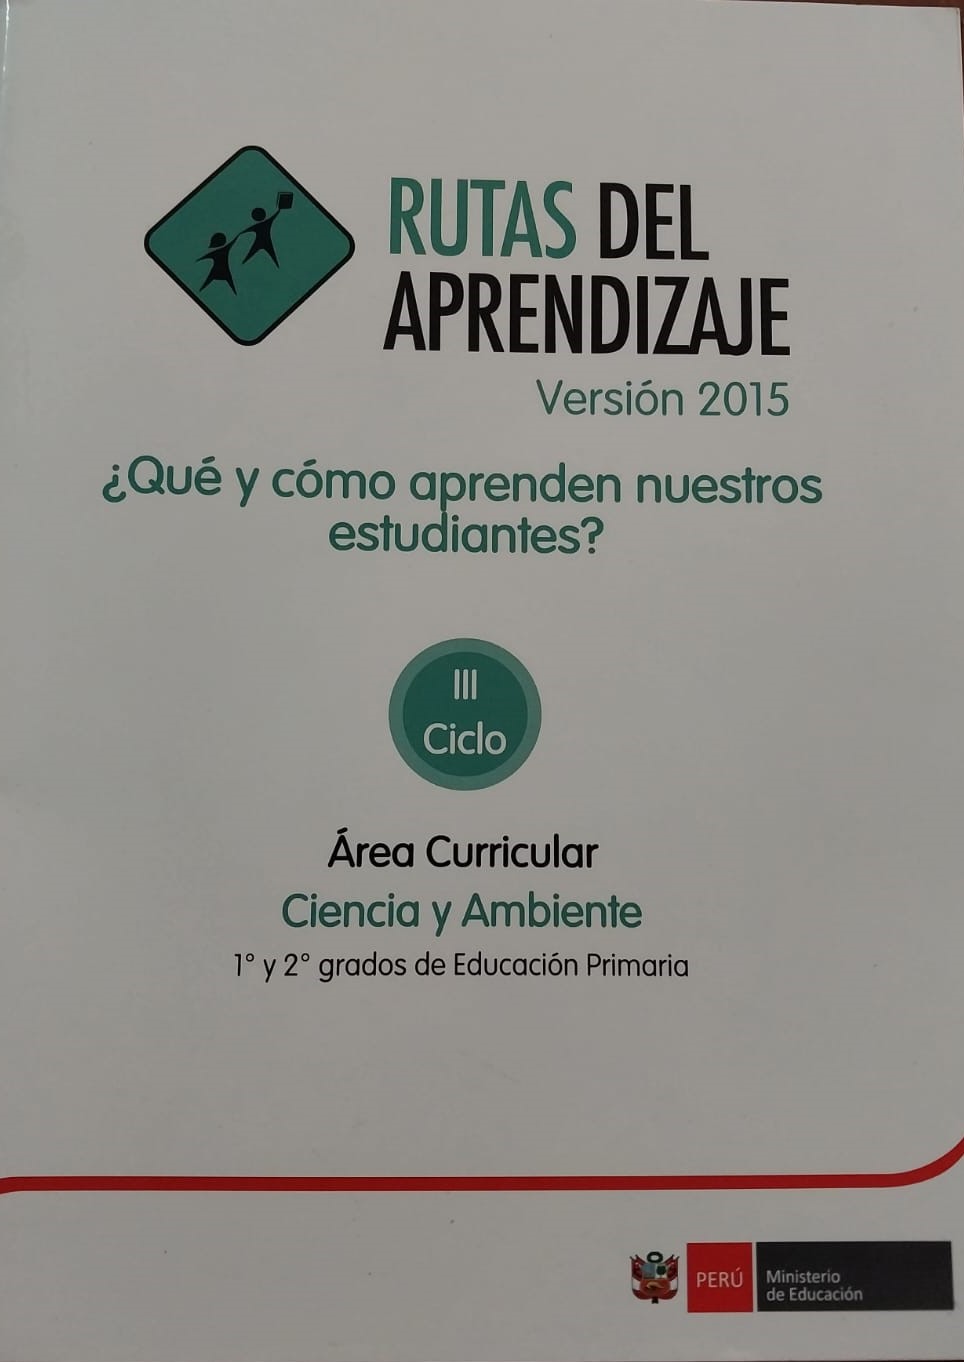 RUTAS DEL
APRENDIZAJE
Versión 2015
¿Qué y cómo aprenden nuestros
estudiantes?
III
Ciclo
Área Curricular
Ciencia y Ambiente
1° y 2° grados de Educación Primaria
PERÚ
Ministerio
de Educación